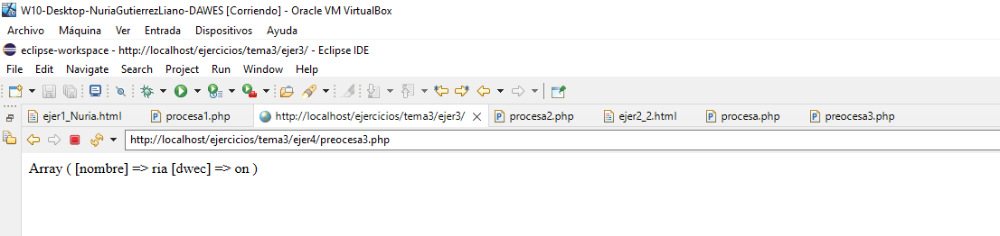 W10-Desktop-NuriaGutierrezLiano-DAWES [Corriendo] - Oracle VM VirtualBox
Archivo Máquina Ver Entrada Dispositivos Ayuda
eclipse-workspace - http://localhost/ejercicios/tema3/ejer3/ - Eclipse IDE
File Edit Navigate Search Project Run Window Help
ejer1_Nuria.html procesa1.php http://localhost/ejercicios/tema3/ejer3/ procesa2.php ejer2_2.html procesa.php preocesa3.php
http://localhost/ejercicios/tema3/ejer4/preocesa3.php
Array ( [nombre] => ria [dwec] => on )